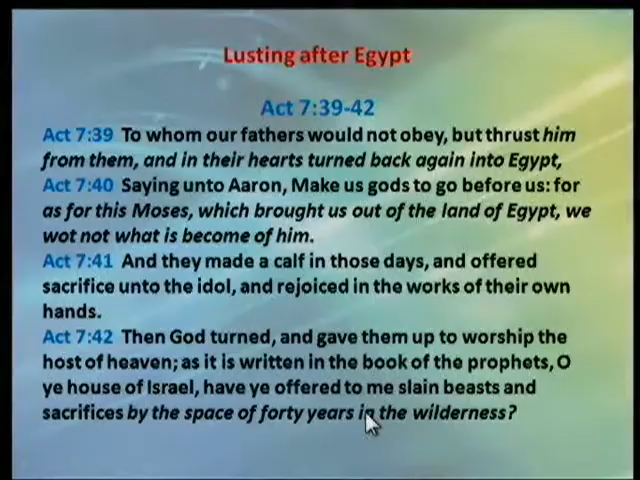 Lusting after Egypt
Act 7:39-42
Act 7:39 To whom our fathers would not obey, but thrust him
from them, and in their hearts turned back again into Egypt,
Act 7:40 Saying unto Aaron, Make us gods to go before us: for
as for this Moses, which brought us out of the land of Egypt, we
wot not what is become of him.
Act 7:41 And they made a calf in those days, and offered
sacrifice unto the idol, and rejoiced in the works of their own
hands.
Act 7:42 Then God turned, and gave them up to worship the
host of heaven; as it is written in the book of the prophets, O
ye house of Israel, have ye offered to me slain beasts and
sacrifices by the space of forty years in the wilderness?